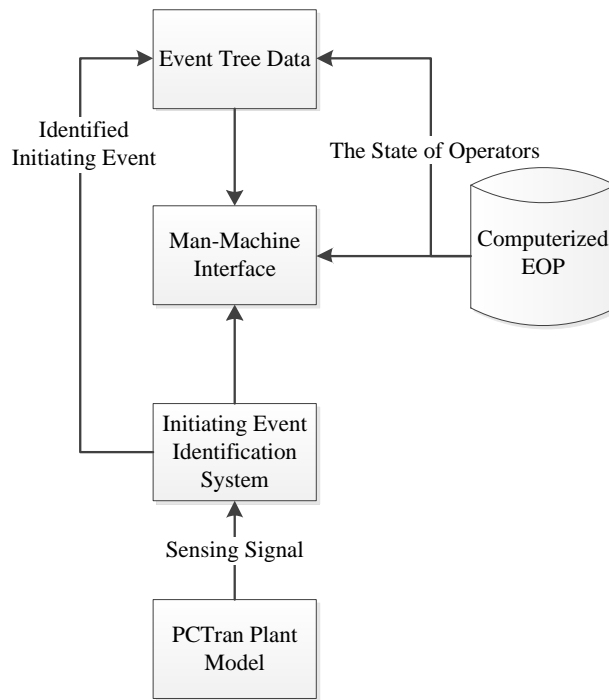 Event Tree Data
Identified
Initiating Event
The State of Operators
Man-Machine
Interface
Computerized
EOP
Initiating Event
Identification
System
Sensing Signal
PCTran Plant
Model